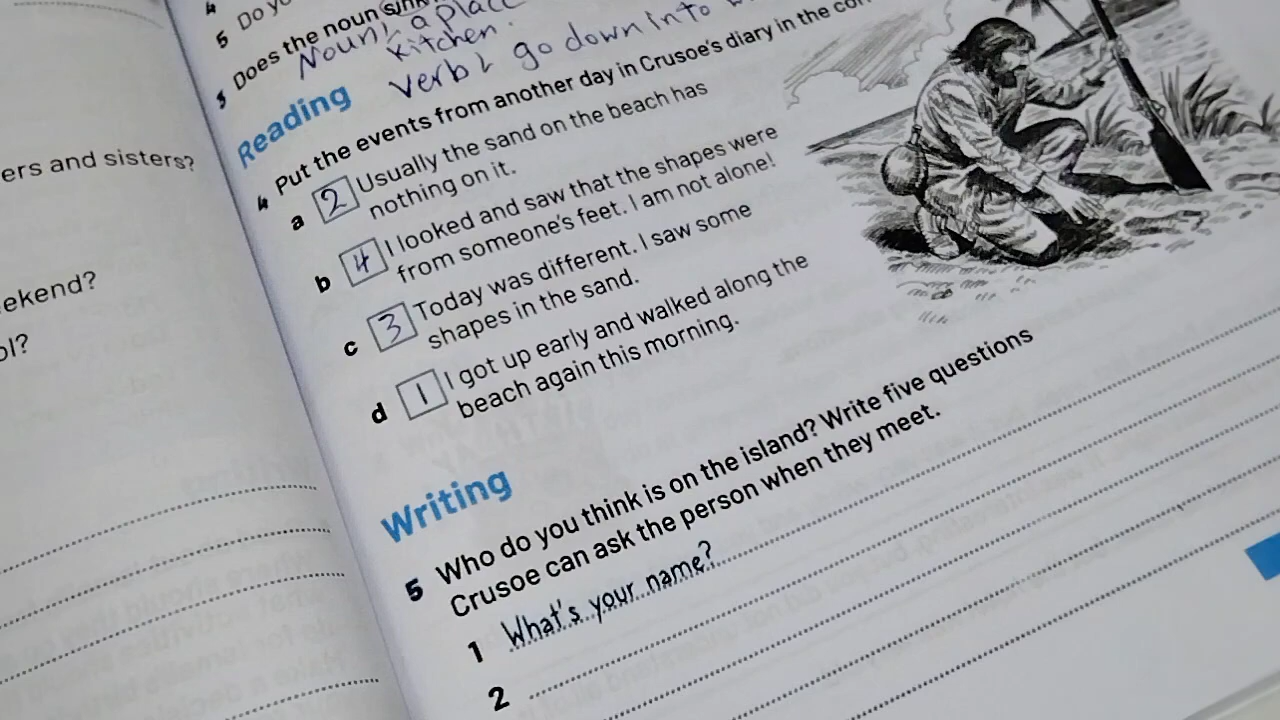 ers and sisters?
eekend?
ol?
5 Do yo
Does the noun
Noun: a place
kitchen.
Verb: go down into
Reading
4 Put the events from another day in Crusoe's diary in the
a 2 Usually the sand on the beach has
nothing on it.
b 4 I looked and saw that the shapes were
from someone's feet. I am not alone!
c 3 Today was different. I saw some
shapes in the sand.
d 1 I got up early and walked along the
beach again this morning.
Writing
5 Who do you think is on the island? Write five questions
Crusoe can ask the person when they meet.
1 What's your name?
2